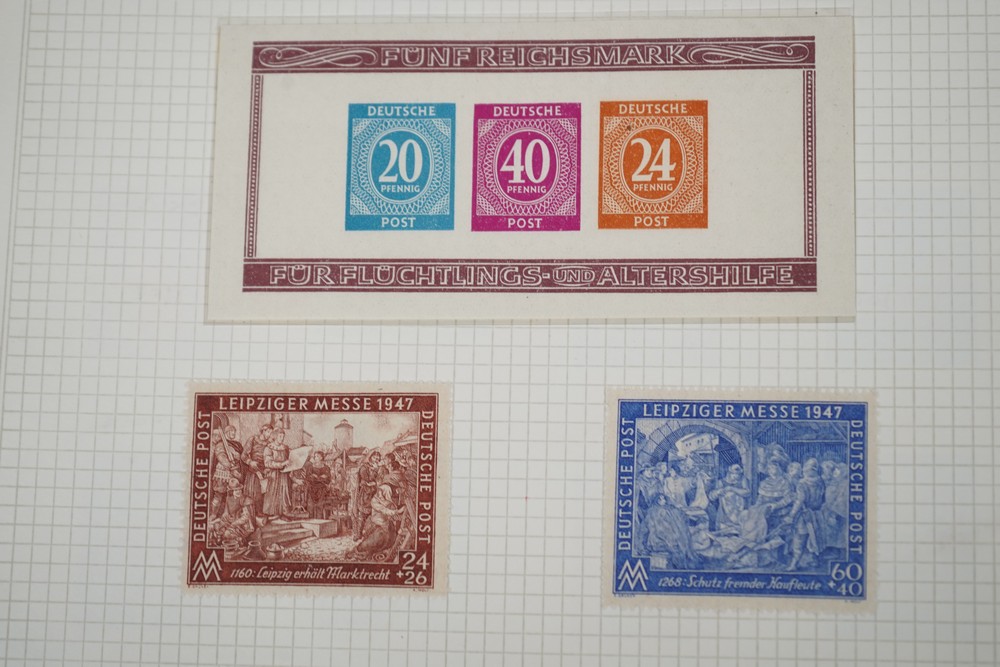 FÜNF REICHSMARK
DEUTSCHE
20
PFENNIG
POST
DEUTSCHE
40
PFENNIG
POST
DEUTSCHE
24
PFENNIG
POST
FÜR FLÜCHTLINGS- UND ALTERSHILFE
LEIPZIGER MESSE 1947
DEUTSCHE POST
DEUTSCHE POST
24
+26
1160: Leipzig erhält Marktrecht
LEIPZIGER MESSE 1947
DEUTSCHE POST
DEUTSCHE POST
60
+40
1268: Schutz fremder Kaufleute